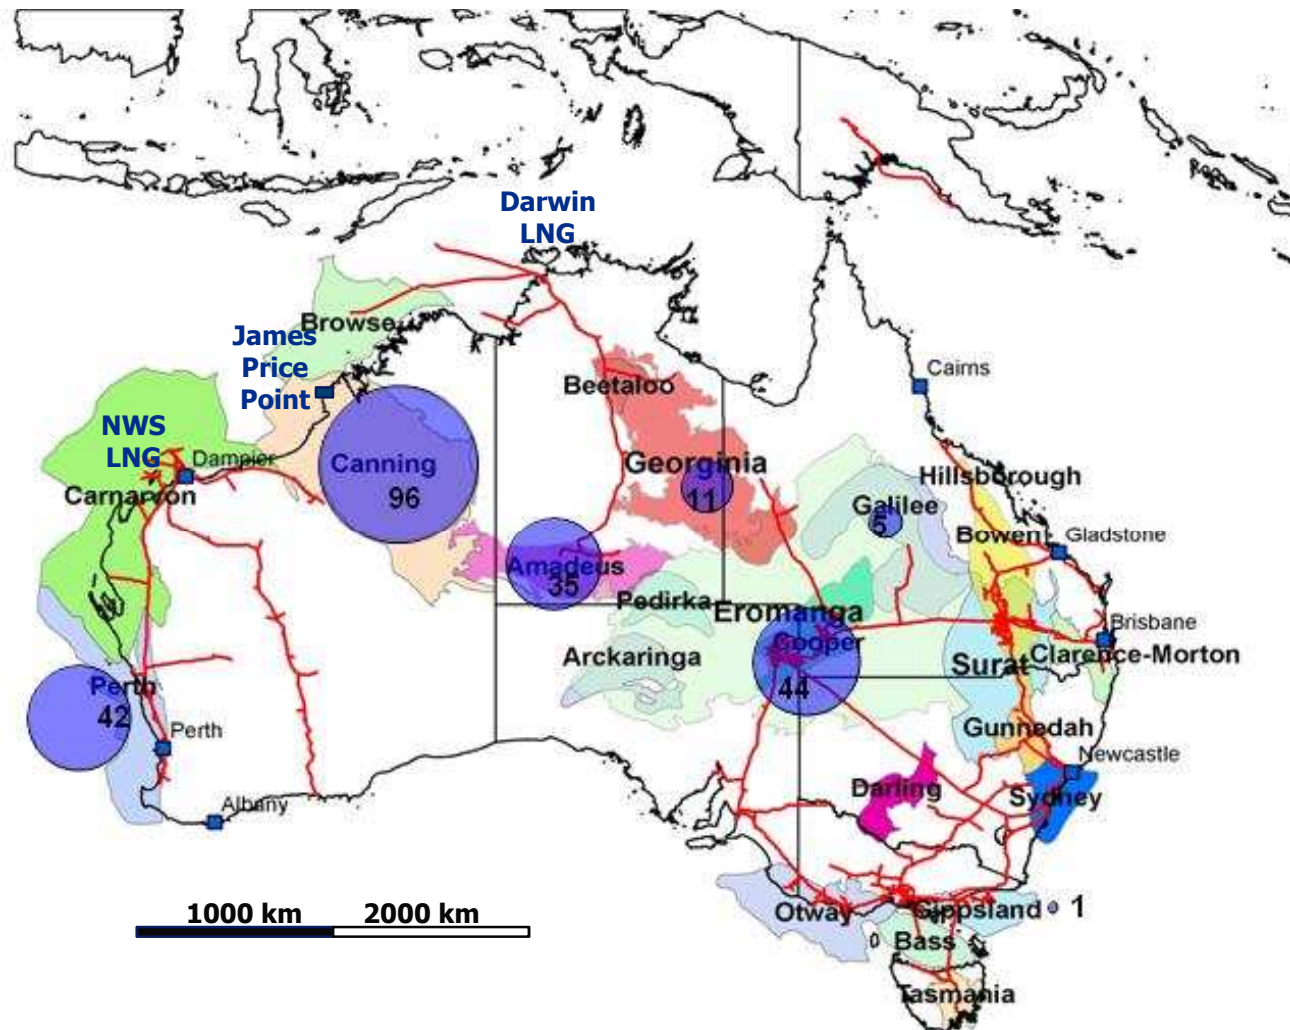 Darwin
LNG
Browse
James
Price
Point
Beetaloo
Cairns
NWS
LNG
Dampier
Canning
96
Georginia
11
Hillsborough
Carnarvon
Galilee
5
Bowen
Gladstone
Amadeus
35
Pedirka
Eromanga
Cooper
44
Brisbane
Arckaringa
Surat
Clarence-Morton
Perth
42
Perth
Gunnedah
Newcastle
Darling
Sydney
Albany
1000 km 2000 km
Otway
Gippsland
1
Bass
Tasmania